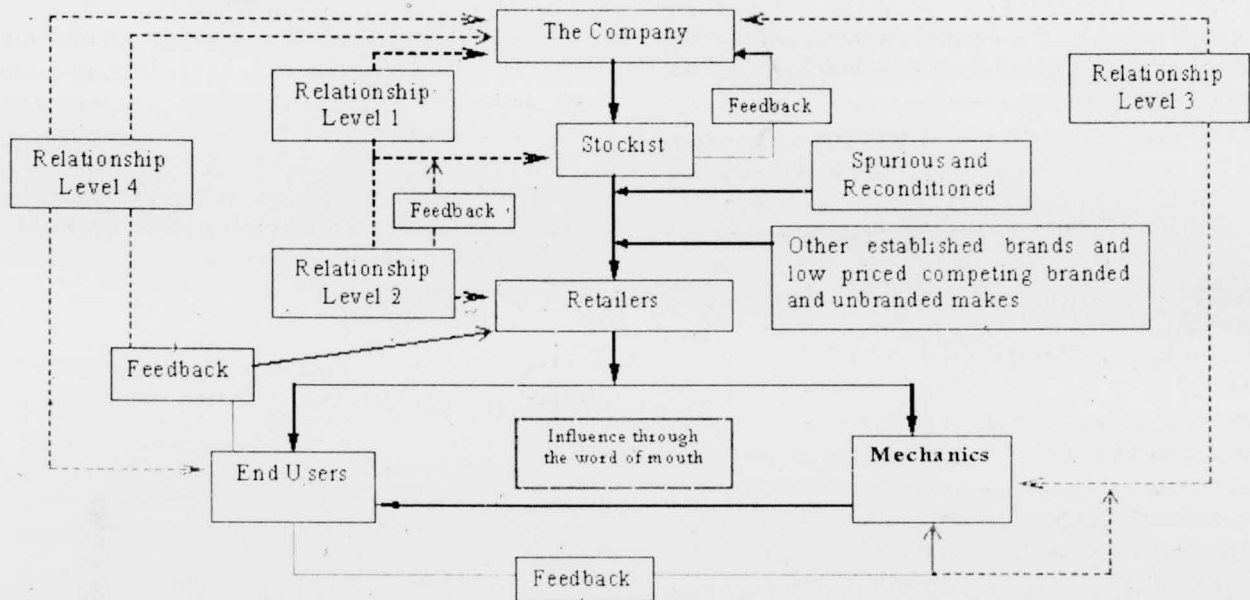 The Company
Relationship
Level 1
Feedback
Relationship
Level 3
Relationship
Level 4
Stockist
Spurious and
Reconditioned
Feedback
Other established brands and
low priced competing branded
and unbranded makes
Relationship
Level 2
Retailers
Feedback
Influence through
the word of mouth
Mechanics
End Users
Feedback